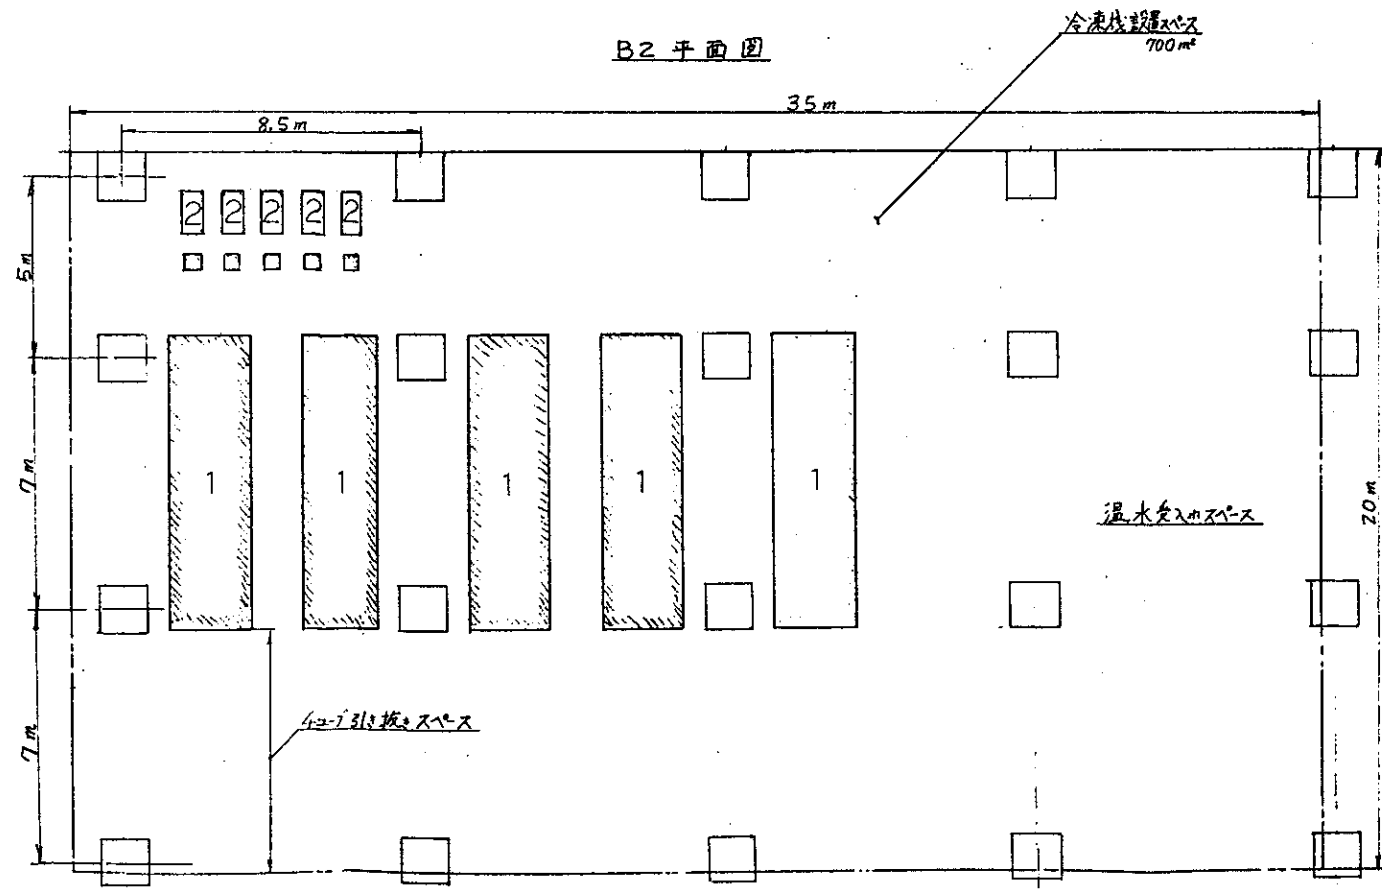 B2 平面図
冷凍機設置スペース
700m²
35m
8.5m
5m
2 2 2 2 2
7m
1 1 1 1 1
温水受入れスペース
20m
チューブ引き抜きスペース
7m